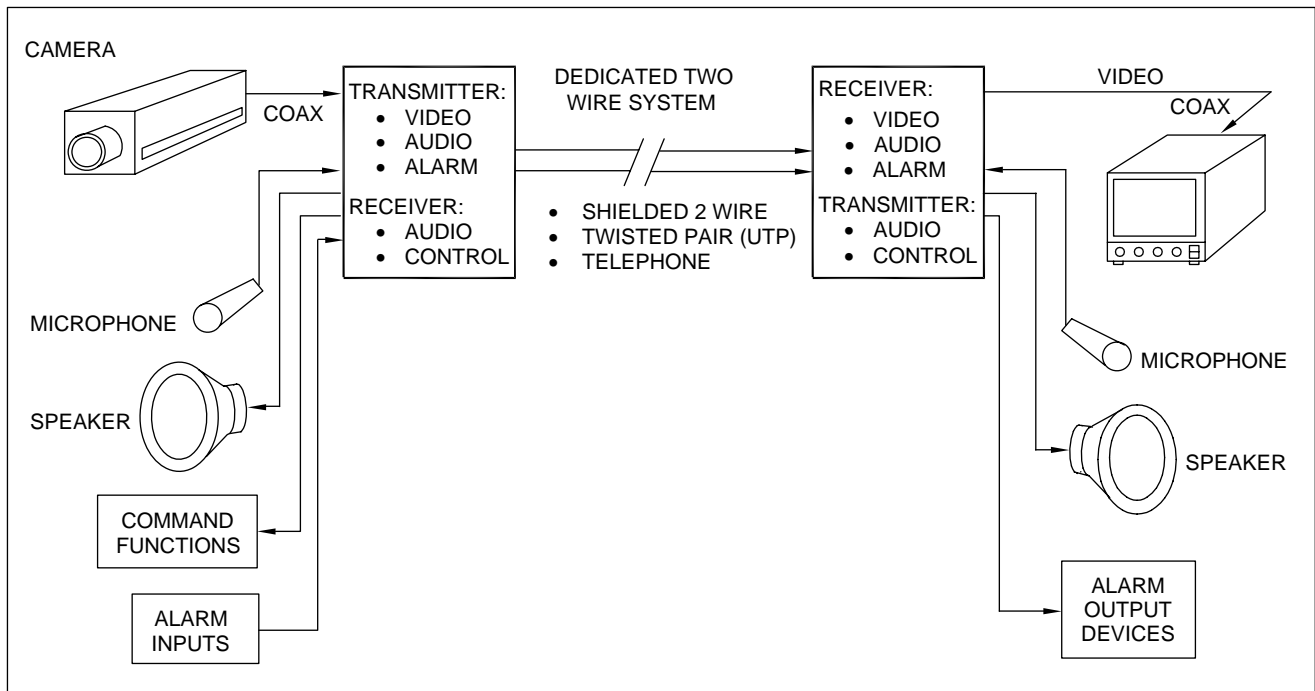 CAMERA
COAX
TRANSMITTER:
• VIDEO
• AUDIO
• ALARM
RECEIVER:
• AUDIO
• CONTROL
DEDICATED TWO
WIRE SYSTEM
• SHIELDED 2 WIRE
• TWISTED PAIR (UTP)
• TELEPHONE
RECEIVER:
• VIDEO
• AUDIO
• ALARM
TRANSMITTER:
• AUDIO
• CONTROL
VIDEO
COAX
MICROPHONE
SPEAKER
COMMAND
FUNCTIONS
ALARM
INPUTS
MICROPHONE
SPEAKER
ALARM
OUTPUT
DEVICES